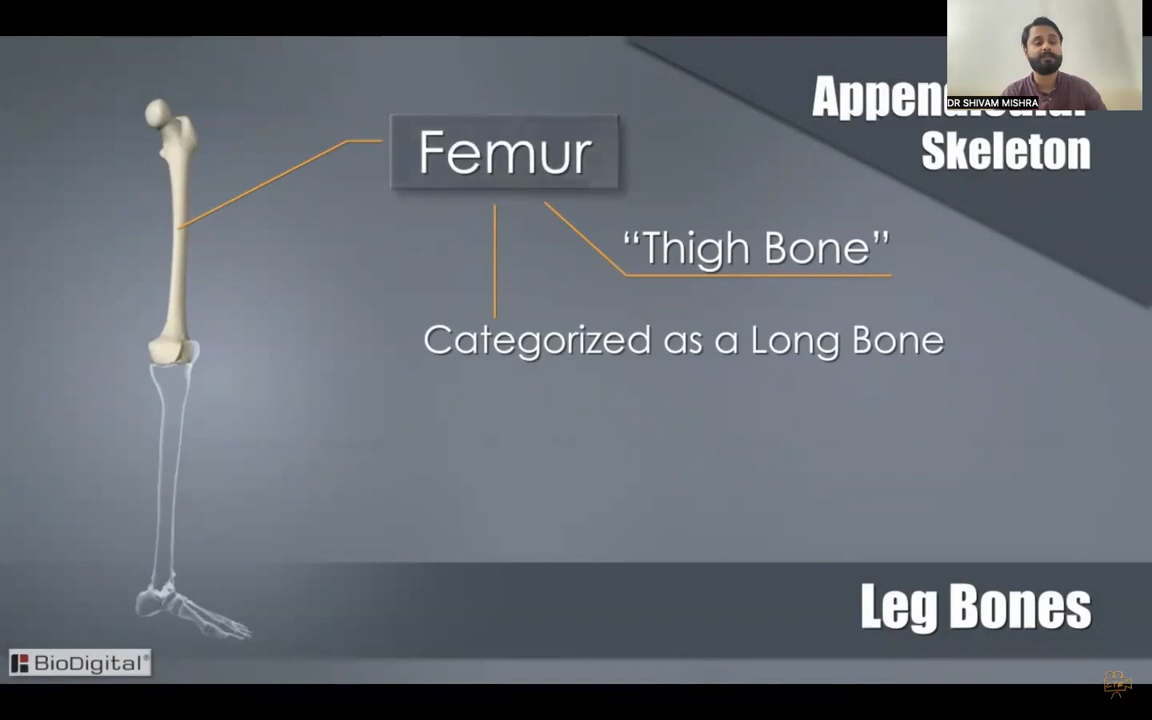 DR SHIVAM MISHRA
Skeleton
Femur
“Thigh Bone”
Categorized as a Long Bone
Leg Bones
BioDigital®